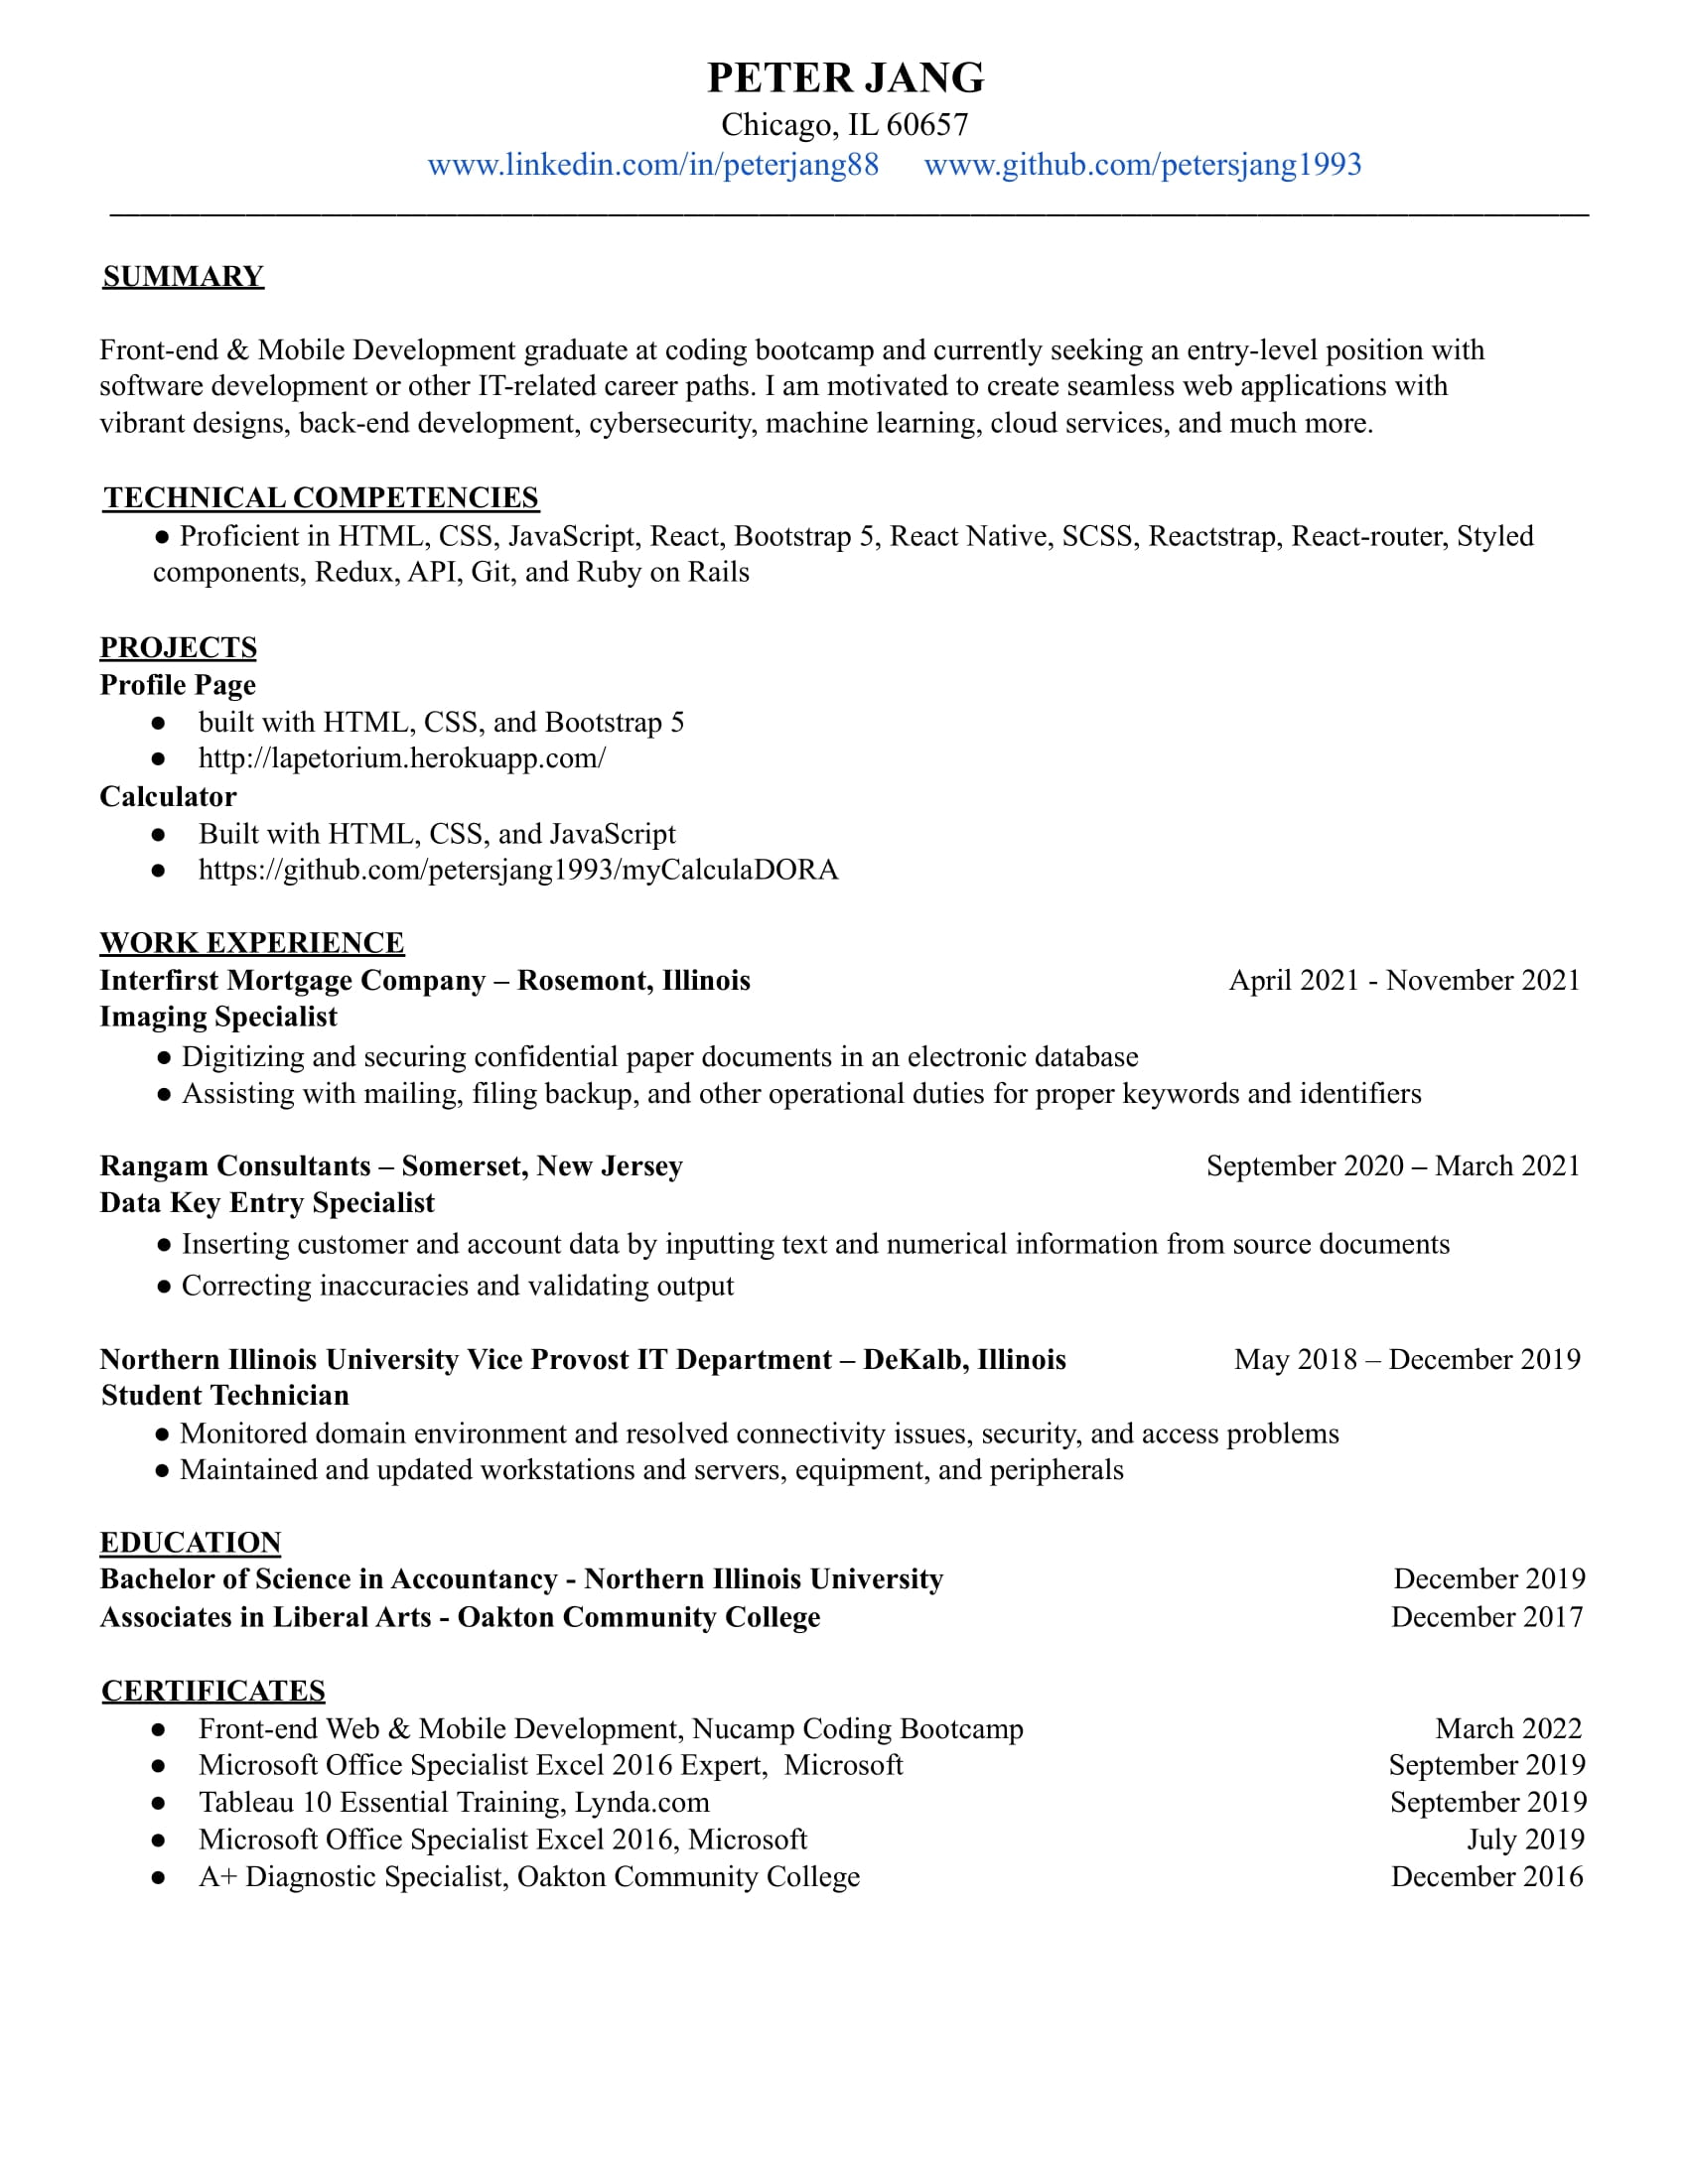 PETER JANG
Chicago, IL 60657
www.linkedin.com/in/peterjang88 www.github.com/petersjang1993
SUMMARY
Front-end & Mobile Development graduate at coding bootcamp and currently seeking an entry-level position with
software development or other IT-related career paths. I am motivated to create seamless web applications with
vibrant designs, back-end development, cybersecurity, machine learning, cloud services, and much more.
TECHNICAL COMPETENCIES
● Proficient in HTML, CSS, JavaScript, React, Bootstrap 5, React Native, SCSS, Reactstrap, React-router, Styled
components, Redux, API, Git, and Ruby on Rails
PROJECTS
Profile Page
● built with HTML, CSS, and Bootstrap 5
● http://lapetorium.herokuapp.com/
Calculator
● Built with HTML, CSS, and JavaScript
● https://github.com/petersjang1993/myCalculaDORA
WORK EXPERIENCE
Interfirst Mortgage Company – Rosemont, Illinois April 2021 - November 2021
Imaging Specialist
● Digitizing and securing confidential paper documents in an electronic database
● Assisting with mailing, filing backup, and other operational duties for proper keywords and identifiers
Rangam Consultants – Somerset, New Jersey September 2020 – March 2021
Data Key Entry Specialist
● Inserting customer and account data by inputting text and numerical information from source documents
● Correcting inaccuracies and validating output
Northern Illinois University Vice Provost IT Department – DeKalb, Illinois May 2018 – December 2019
Student Technician
● Monitored domain environment and resolved connectivity issues, security, and access problems
● Maintained and updated workstations and servers, equipment, and peripherals
EDUCATION
Bachelor of Science in Accountancy - Northern Illinois University December 2019
Associates in Liberal Arts - Oakton Community College December 2017
CERTIFICATES
● Front-end Web & Mobile Development, Nucamp Coding Bootcamp March 2022
● Microsoft Office Specialist Excel 2016 Expert, Microsoft September 2019
● Tableau 10 Essential Training, Lynda.com September 2019
● Microsoft Office Specialist Excel 2016, Microsoft July 2019
● A+ Diagnostic Specialist, Oakton Community College December 2016